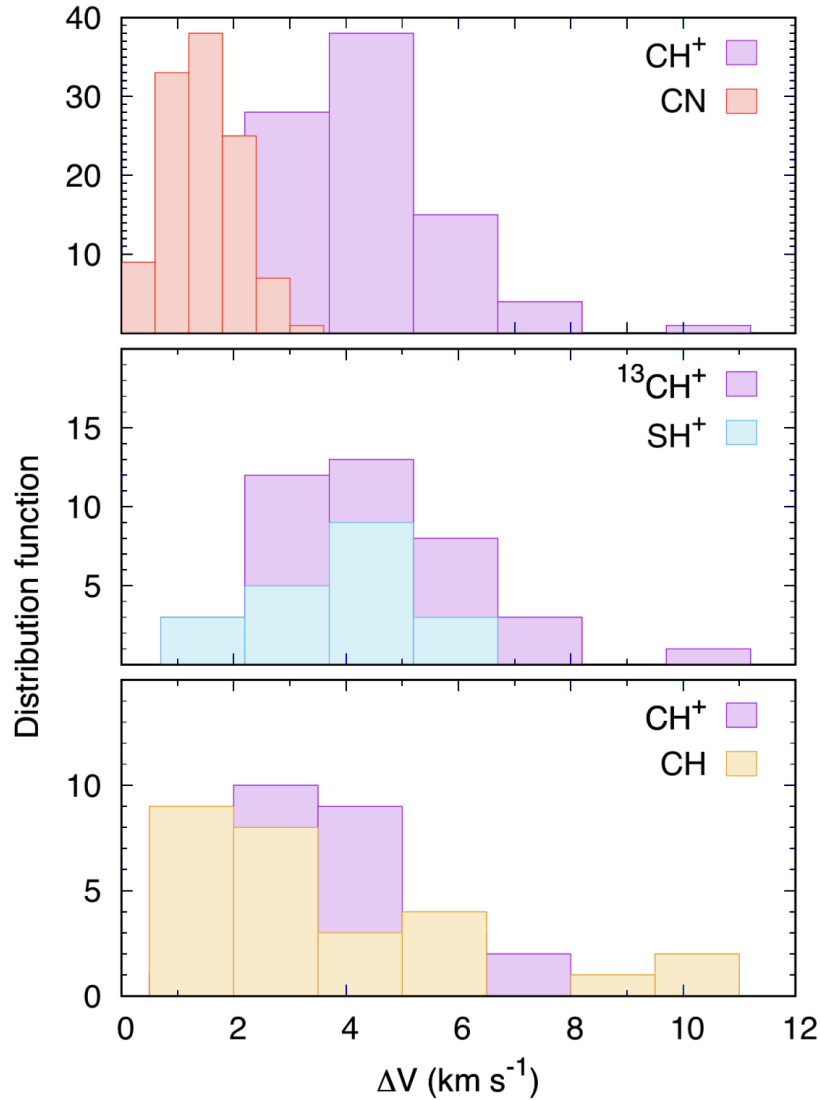 40
30
20
10
CH⁺
CN
15
10
5
¹³CH⁺
SH⁺
Distribution function
10
5
0
CH⁺
CH
0 2 4 6 8 10 12
ΔV (km s⁻¹)